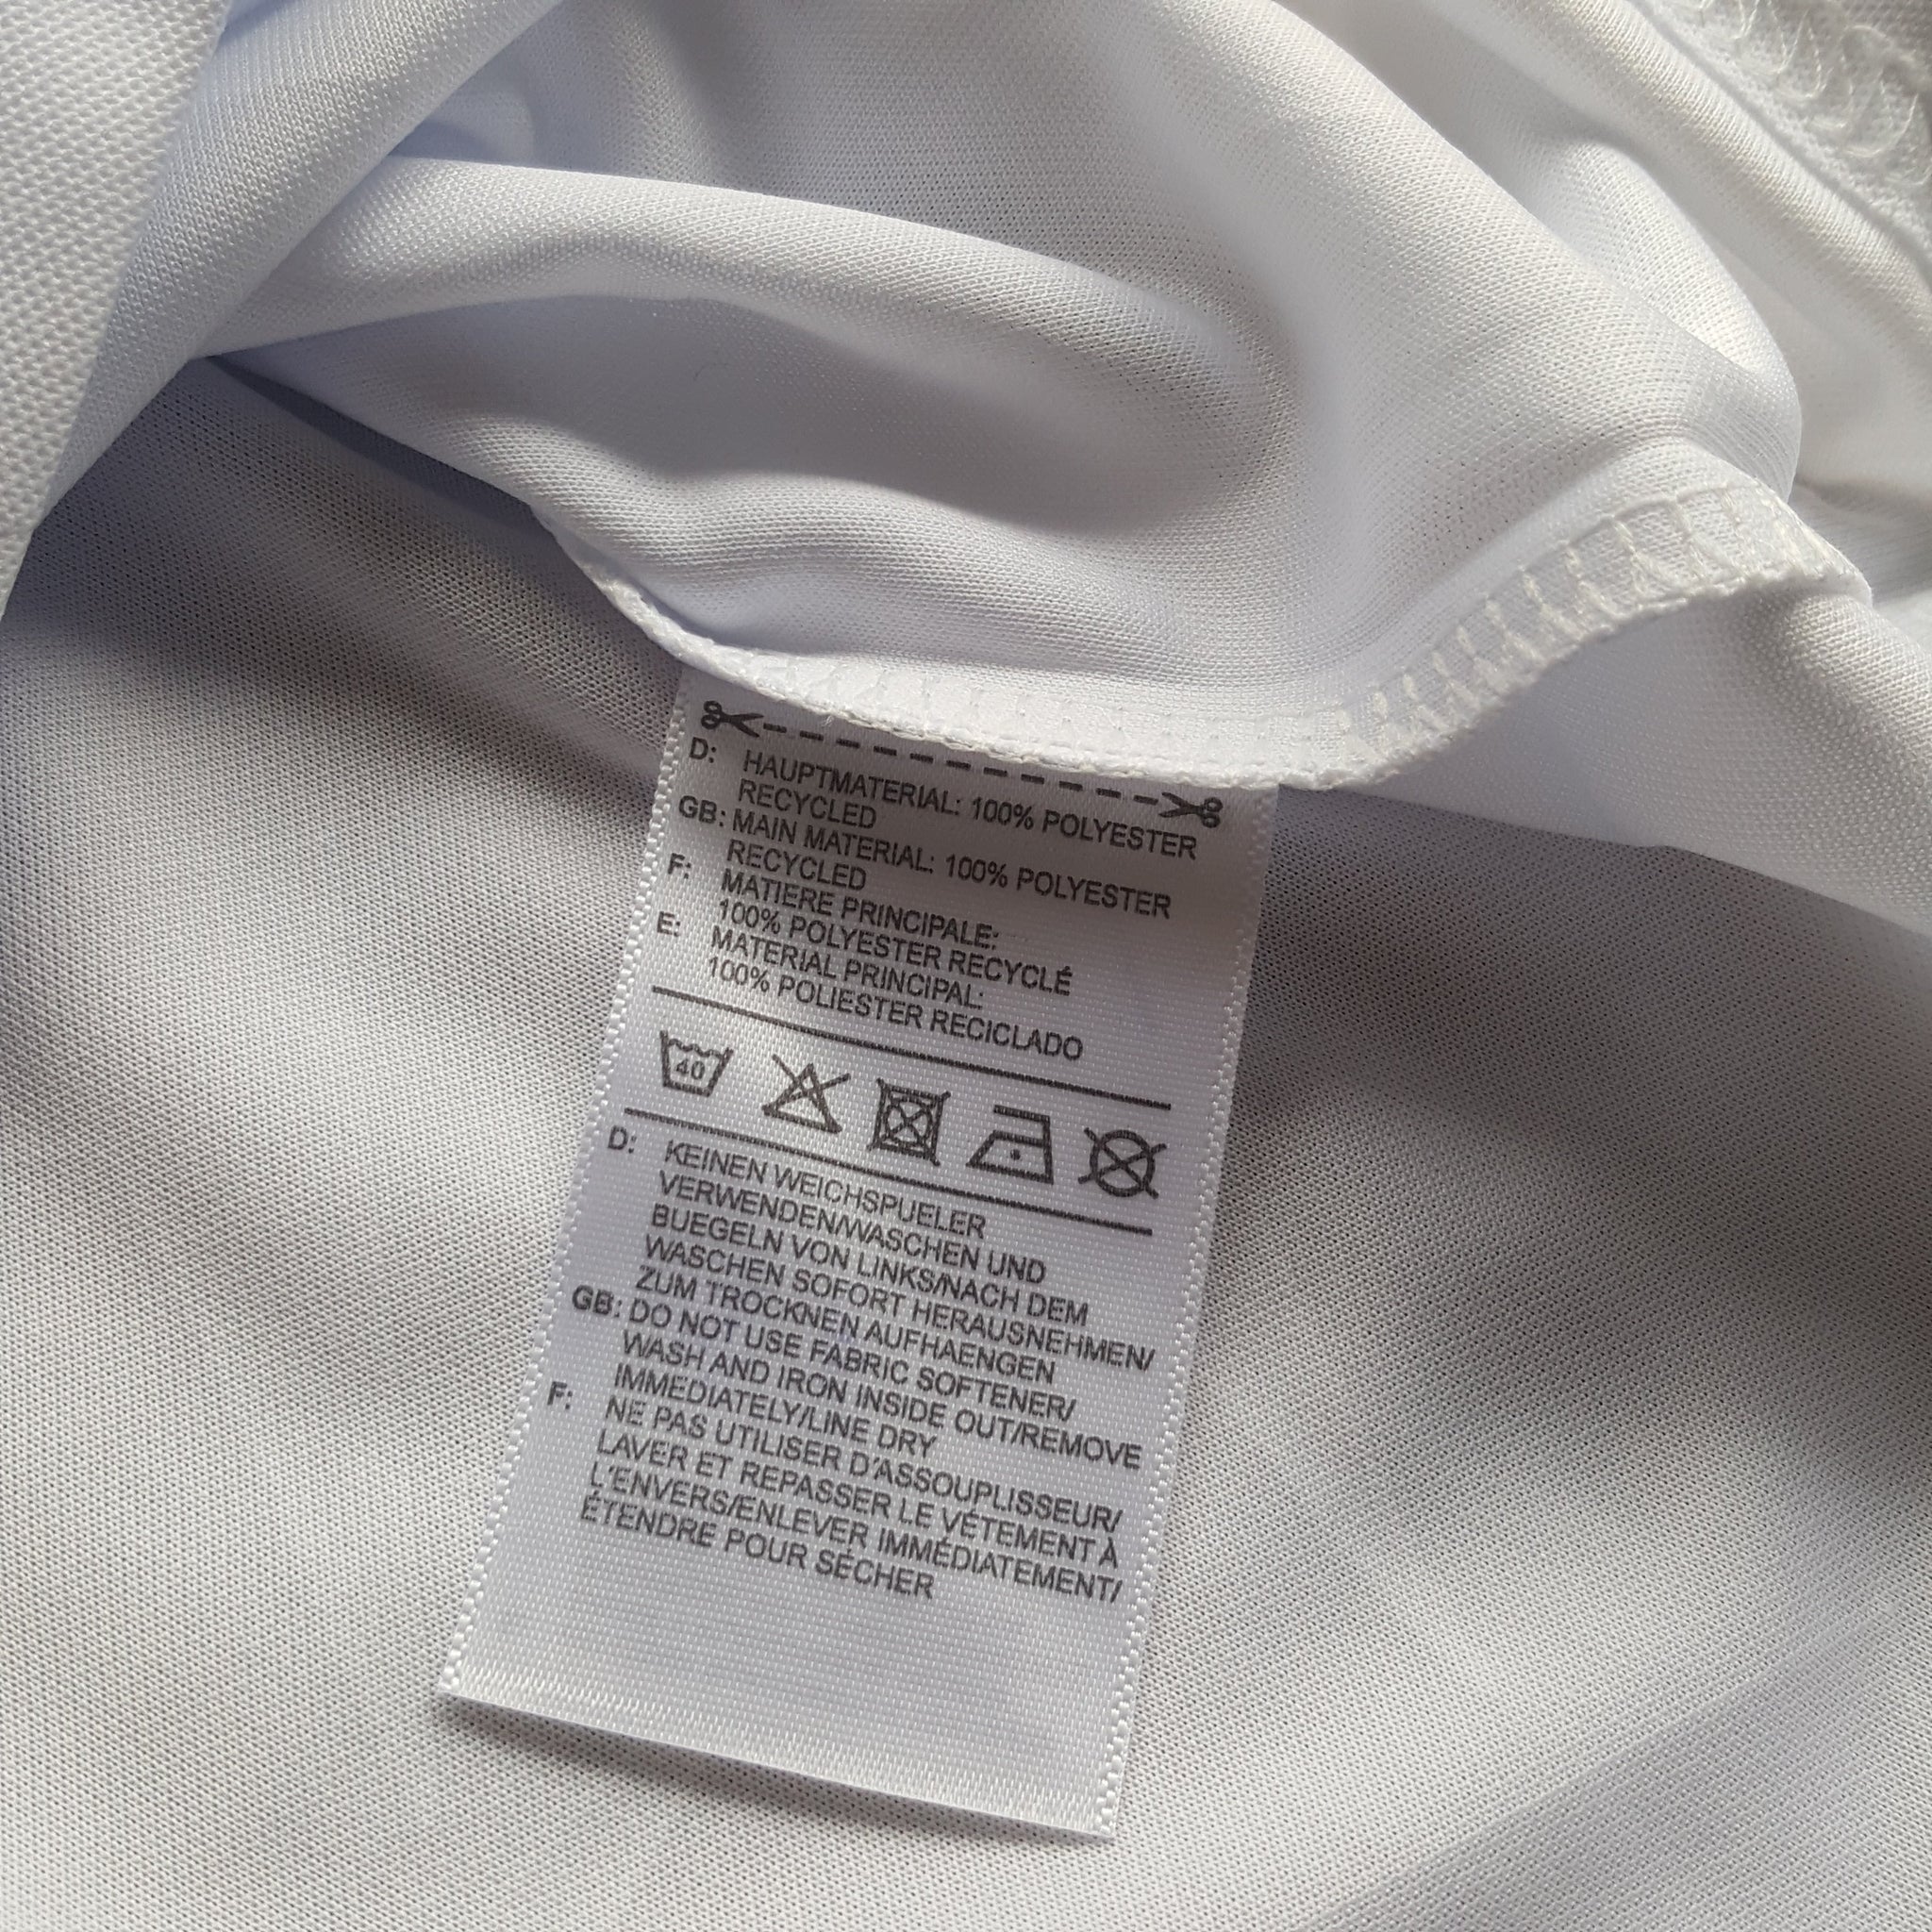 D: HAUPTMATERIAL: 100% POLYESTER
RECYCLED
GB: MAIN MATERIAL: 100% POLYESTER
RECYCLED
F: MATIERE PRINCIPALE:
100% POLYESTER RECYCLÉ
E: MATERIAL PRINCIPAL:
100% POLIESTER RECICLADO
40
D: KEINEN WEICHSPUELER
VERWENDEN/WASCHEN UND
BUEGELN VON LINKS/NACH DEM
WASCHEN SOFORT HERAUSNEHMEN/
ZUM TROCKNEN AUFHAENGEN
GB: DO NOT USE FABRIC SOFTENER/
WASH AND IRON INSIDE OUT/REMOVE
IMMEDIATELY/LINE DRY
F: NE PAS UTILISER D'ASSOUPLISSEUR/
LAVER ET REPASSER LE VÉTEMENT À
L'ENVERS/ENLEVER IMMÉDIATEMENT/
ÉTENDRE POUR SÉCHER